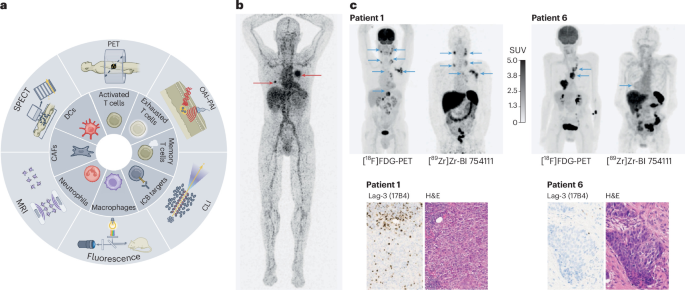 a
PET
SPECT
OAI-PAI
Activated
T cells
Exhausted
T cells
DCs
Memory
T cells
CAFs
ICB targets
Neutrophils
Macrophages
MRI
CLI
Fluorescence
b
c
Patient 1
Patient 6
SUV
5.0
3.8
2.5
1.3
0
[18F]FDG-PET
[89Zr]Zr-BI 754111
[18F]FDG-PET
[89Zr]Zr-BI 754111
Patient 1
Patient 6
Lag-3 (17B4)
H&E
Lag-3 (17B4)
H&E